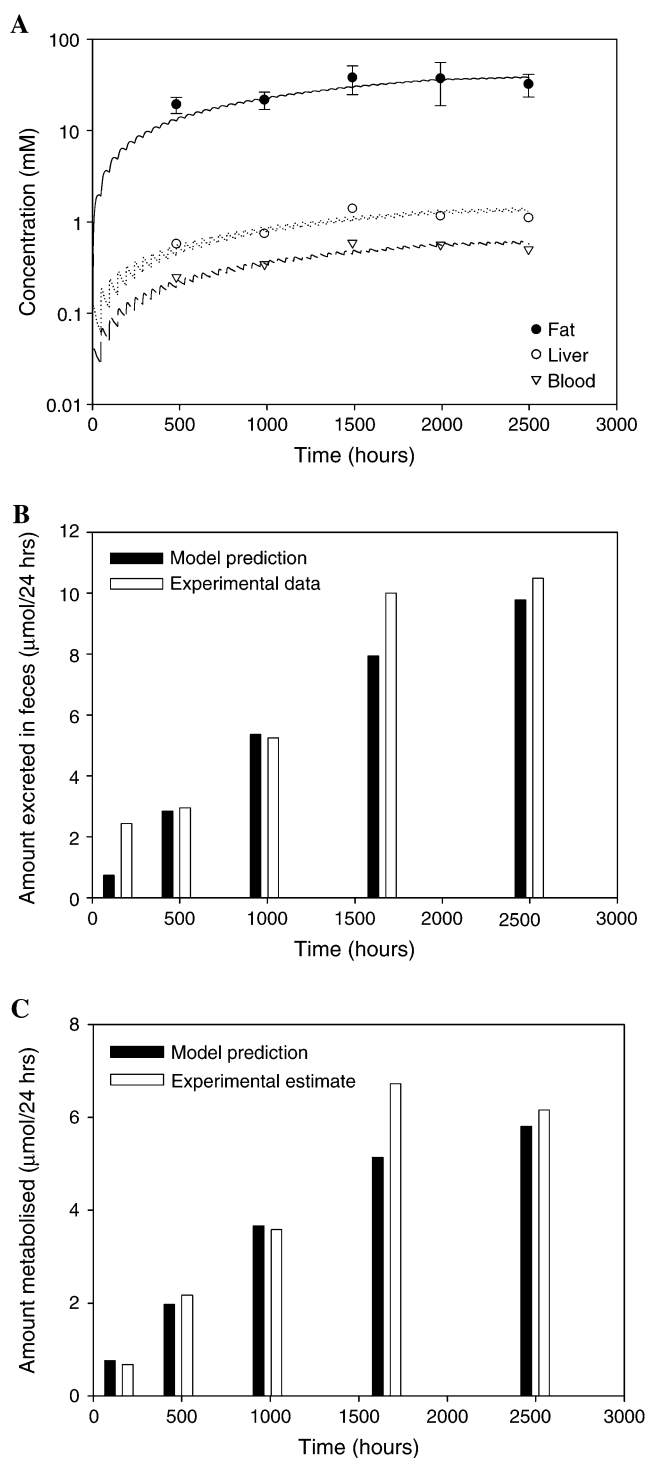 A
Concentration (mM)
100
10
1
0.1
0.01
Fat
Liver
Blood
0 500 1000 1500 2000 2500 3000
Time (hours)
B
Amount excreted in feces (μmol/24 hrs)
12
10
8
6
4
2
0
Model prediction
Experimental data
0 500 1000 1500 2000 2500 3000
Time (hours)
C
Amount metabolised (μmol/24 hrs)
8
6
4
2
0
Model prediction
Experimental estimate
0 500 1000 1500 2000 2500 3000
Time (hours)